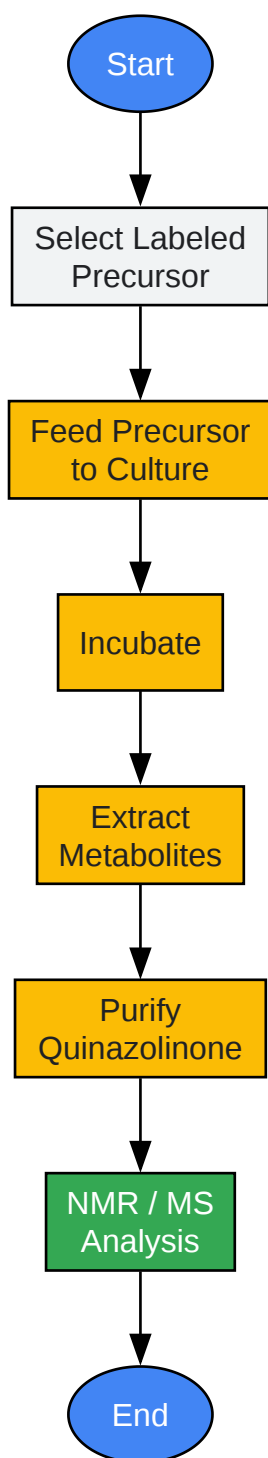 Start
Select Labeled
Precursor
Feed Precursor
to Culture
Incubate
Extract
Metabolites
Purify
Quinazolinone
NMR / MS
Analysis
End